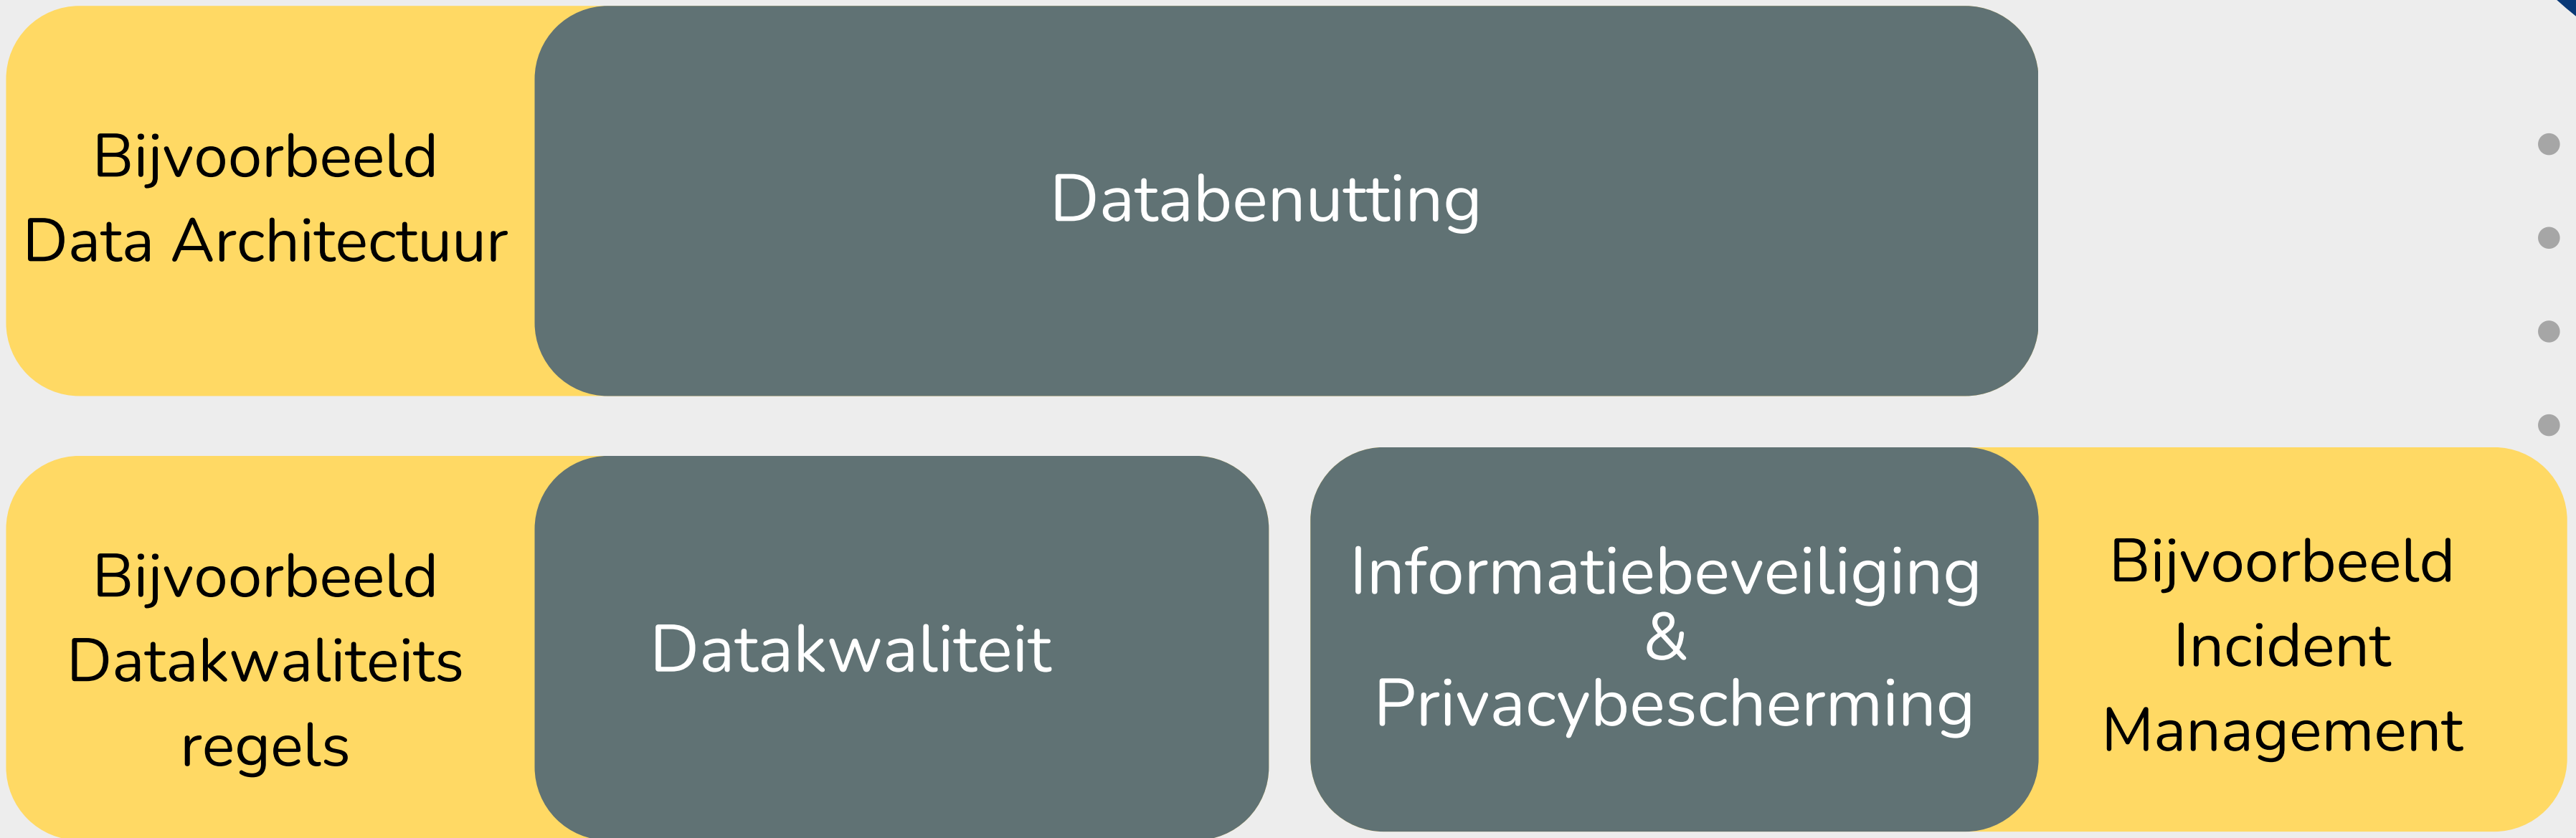 Bijvoorbeeld
Data Architectuur
Databenutting
Bijvoorbeeld
Datakwaliteits
regels
Datakwaliteit
Informatiebeveiliging
&
Privacybescherming
Bijvoorbeeld
Incident
Management